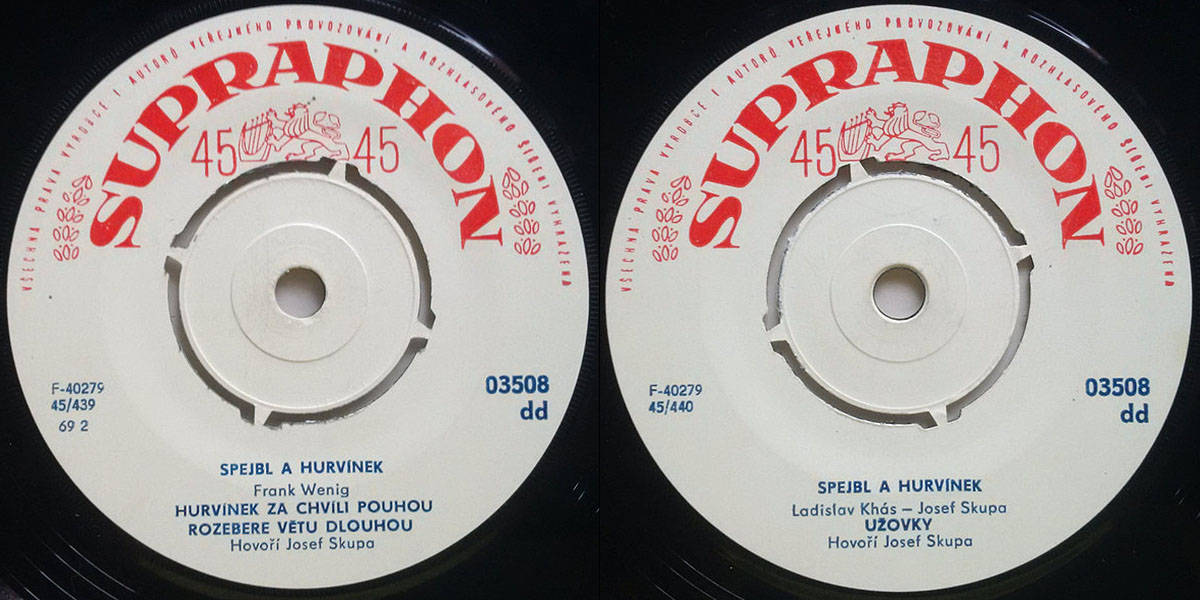 VŠECHNA PRÁVA VÝROBCE I AUTORŮ VEŘEJNÉHO PROVOZOVÁNÍ A ROZHLASOVÉHO ŠÍŘENÍ VYHRAŽENA
SUPRAPHON
45 45
F-40279
45/439
69 2
03508
dd
SPEJBL A HURVÍNEK
Frank Wenig
HURVÍNEK ZA CHVÍLI POUHOU
ROZEBERE VĚTU DLOUHOU
Hovoří Josef Skupa
VŠECHNA PRÁVA VÝROBCE I AUTORŮ VEŘEJNÉHO PROVOZOVÁNÍ A ROZHLASOVÉHO ŠÍŘENÍ VYHRAŽENA
SUPRAPHON
45 45
F-40279
45/440
03508
dd
SPEJBL A HURVÍNEK
Ladislav Khás – Josef Skupa
UŽOVKY
Hovoří Josef Skupa